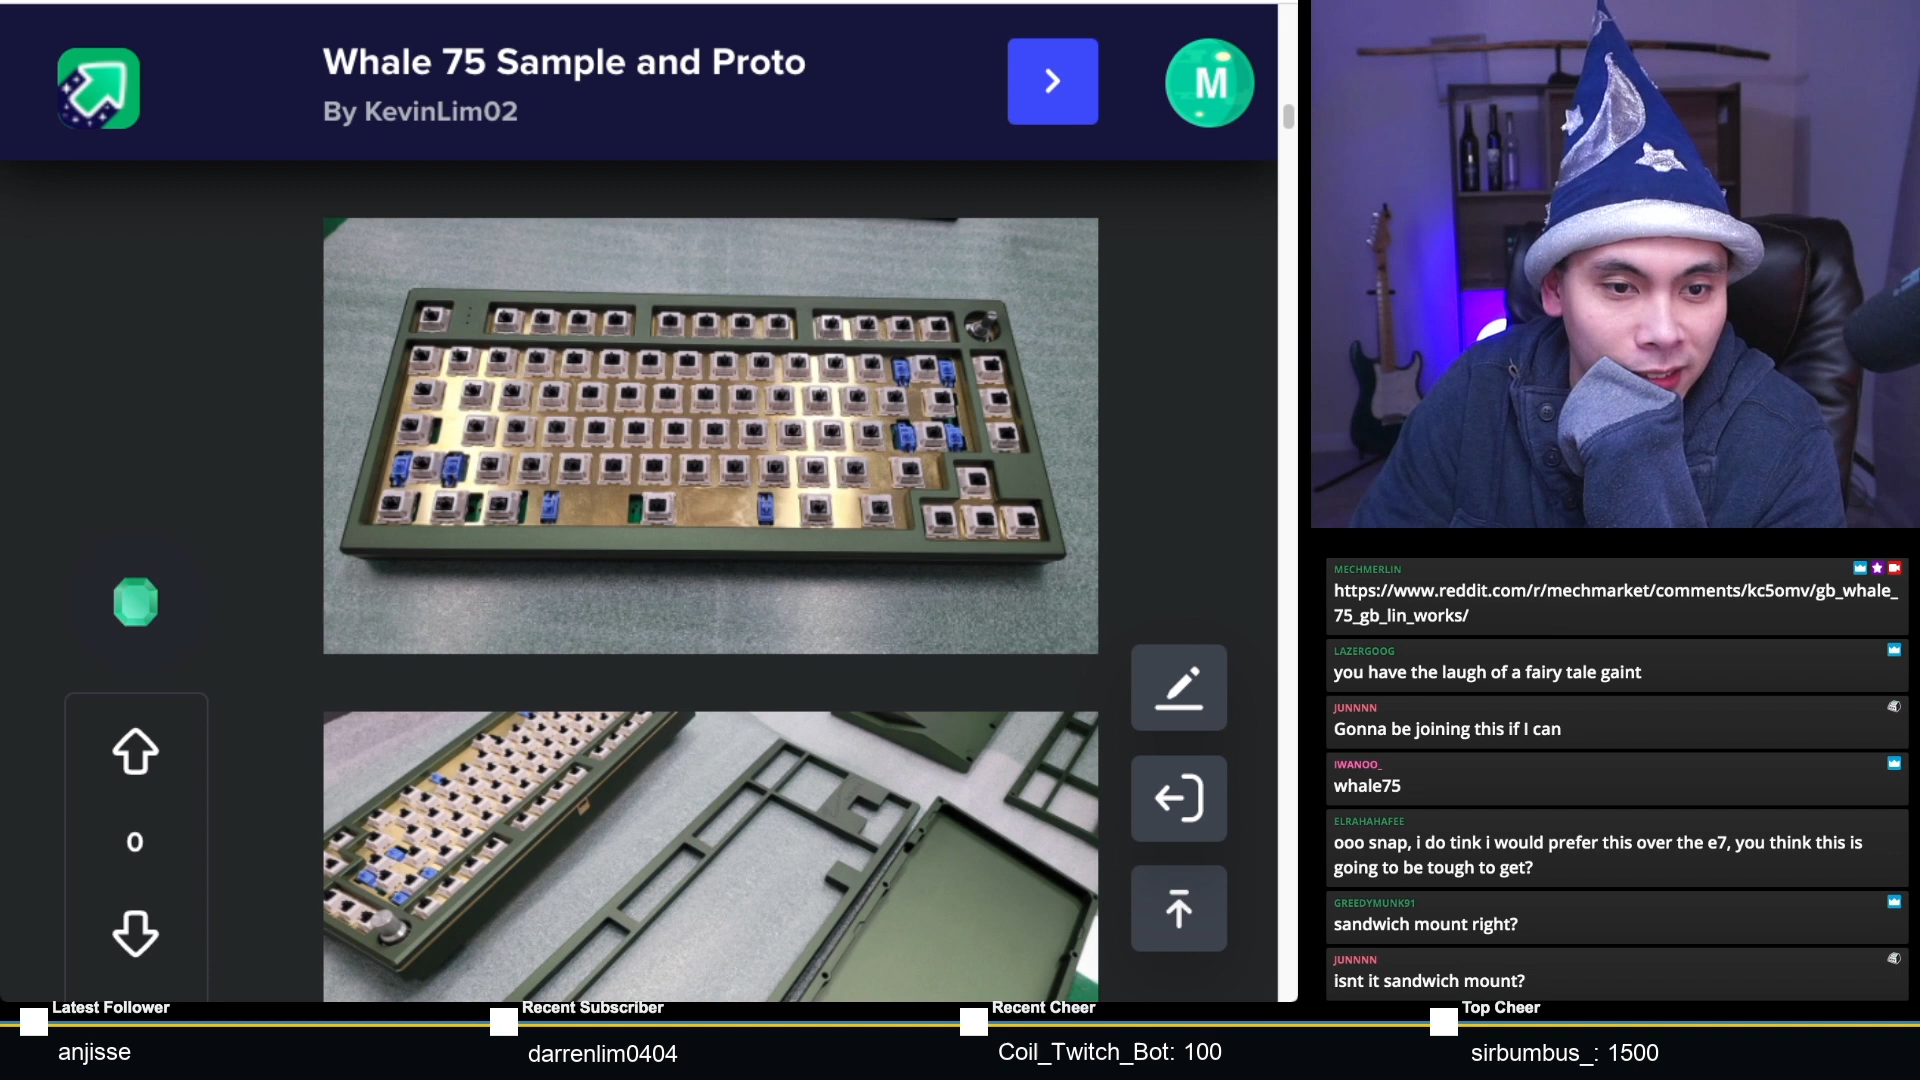 Whale 75 Sample and Proto
By KevinLim02
M
0
MECHMERLIN
https://www.reddit.com/r/mechmarket/comments/kc5omv/gb_whale_
75_gb_lin_works/
LAZERGOOG
you have the laugh of a fairy tale gaint
JUNNNN
Gonna be joining this if I can
IWANOO_
whale75
ELRAHAHAFEE
ooo snap, i do tink i would prefer this over the e7, you think this is
going to be tough to get?
GREEDYMUNK91
sandwich mount right?
JUNNNN
isnt it sandwich mount?
Latest Follower
anjisse
Recent Subscriber
darrenlim0404
Recent Cheer
Coil_Twitch_Bot: 100
Top Cheer
sirbumbus_: 1500